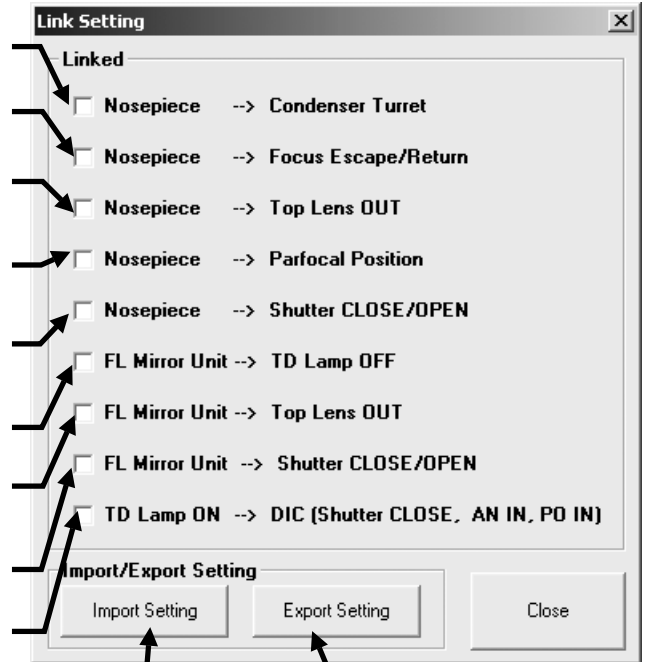 Link Setting
Linked
Nosepiece --> Condenser Turret
Nosepiece --> Focus Escape/Return
Nosepiece --> Top Lens OUT
Nosepiece --> Parfocal Position
Nosepiece --> Shutter CLOSE/OPEN
FL Mirror Unit --> TD Lamp OFF
FL Mirror Unit --> Top Lens OUT
FL Mirror Unit --> Shutter CLOSE/OPEN
TD Lamp ON --> DIC (Shutter CLOSE, AN IN, PO IN)
Import/Export Setting
Import Setting Export Setting Close